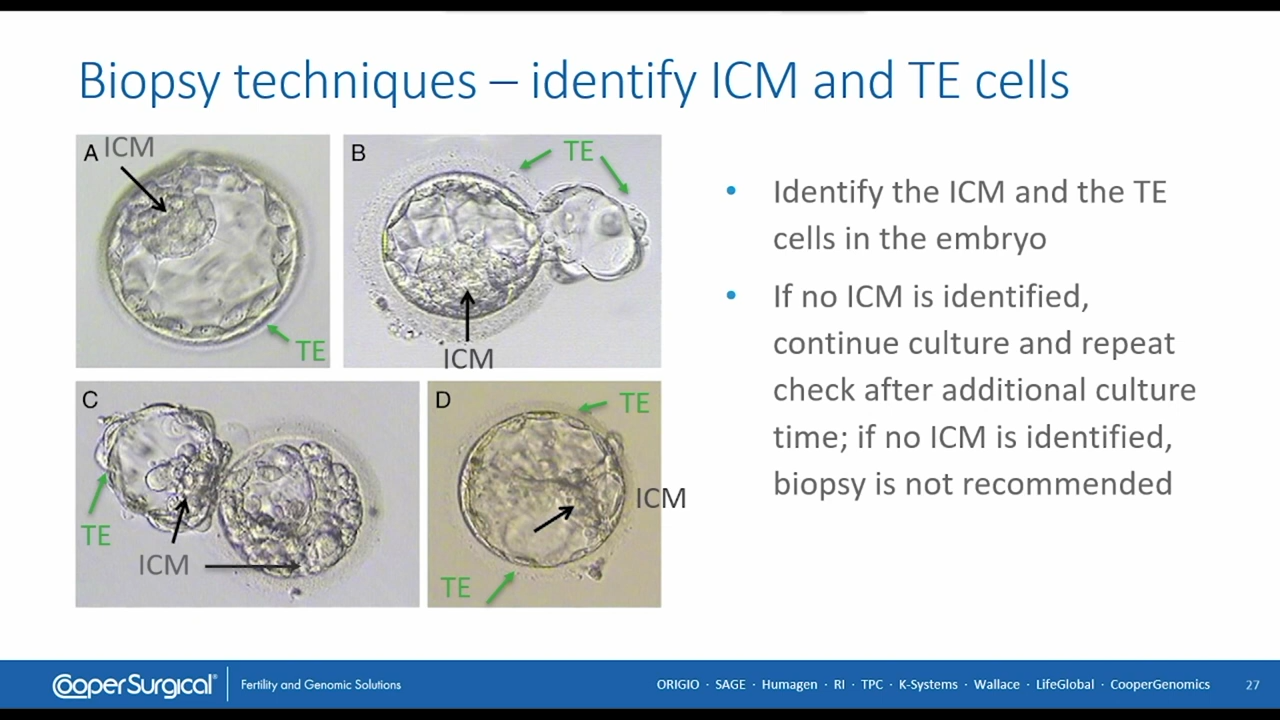 Biopsy techniques – identify ICM and TE cells
A ICM
TE
B
TE
ICM
C
TE
ICM
D
TE
ICM
TE
• Identify the ICM and the TE
cells in the embryo
• If no ICM is identified,
continue culture and repeat
check after additional culture
time; if no ICM is identified,
biopsy is not recommended
CooperSurgical® Fertility and Genomic Solutions
ORIGIO · SAGE · Humagen · RI · TPC · K-Systems · Wallace · LifeGlobal · CooperGenomics 27